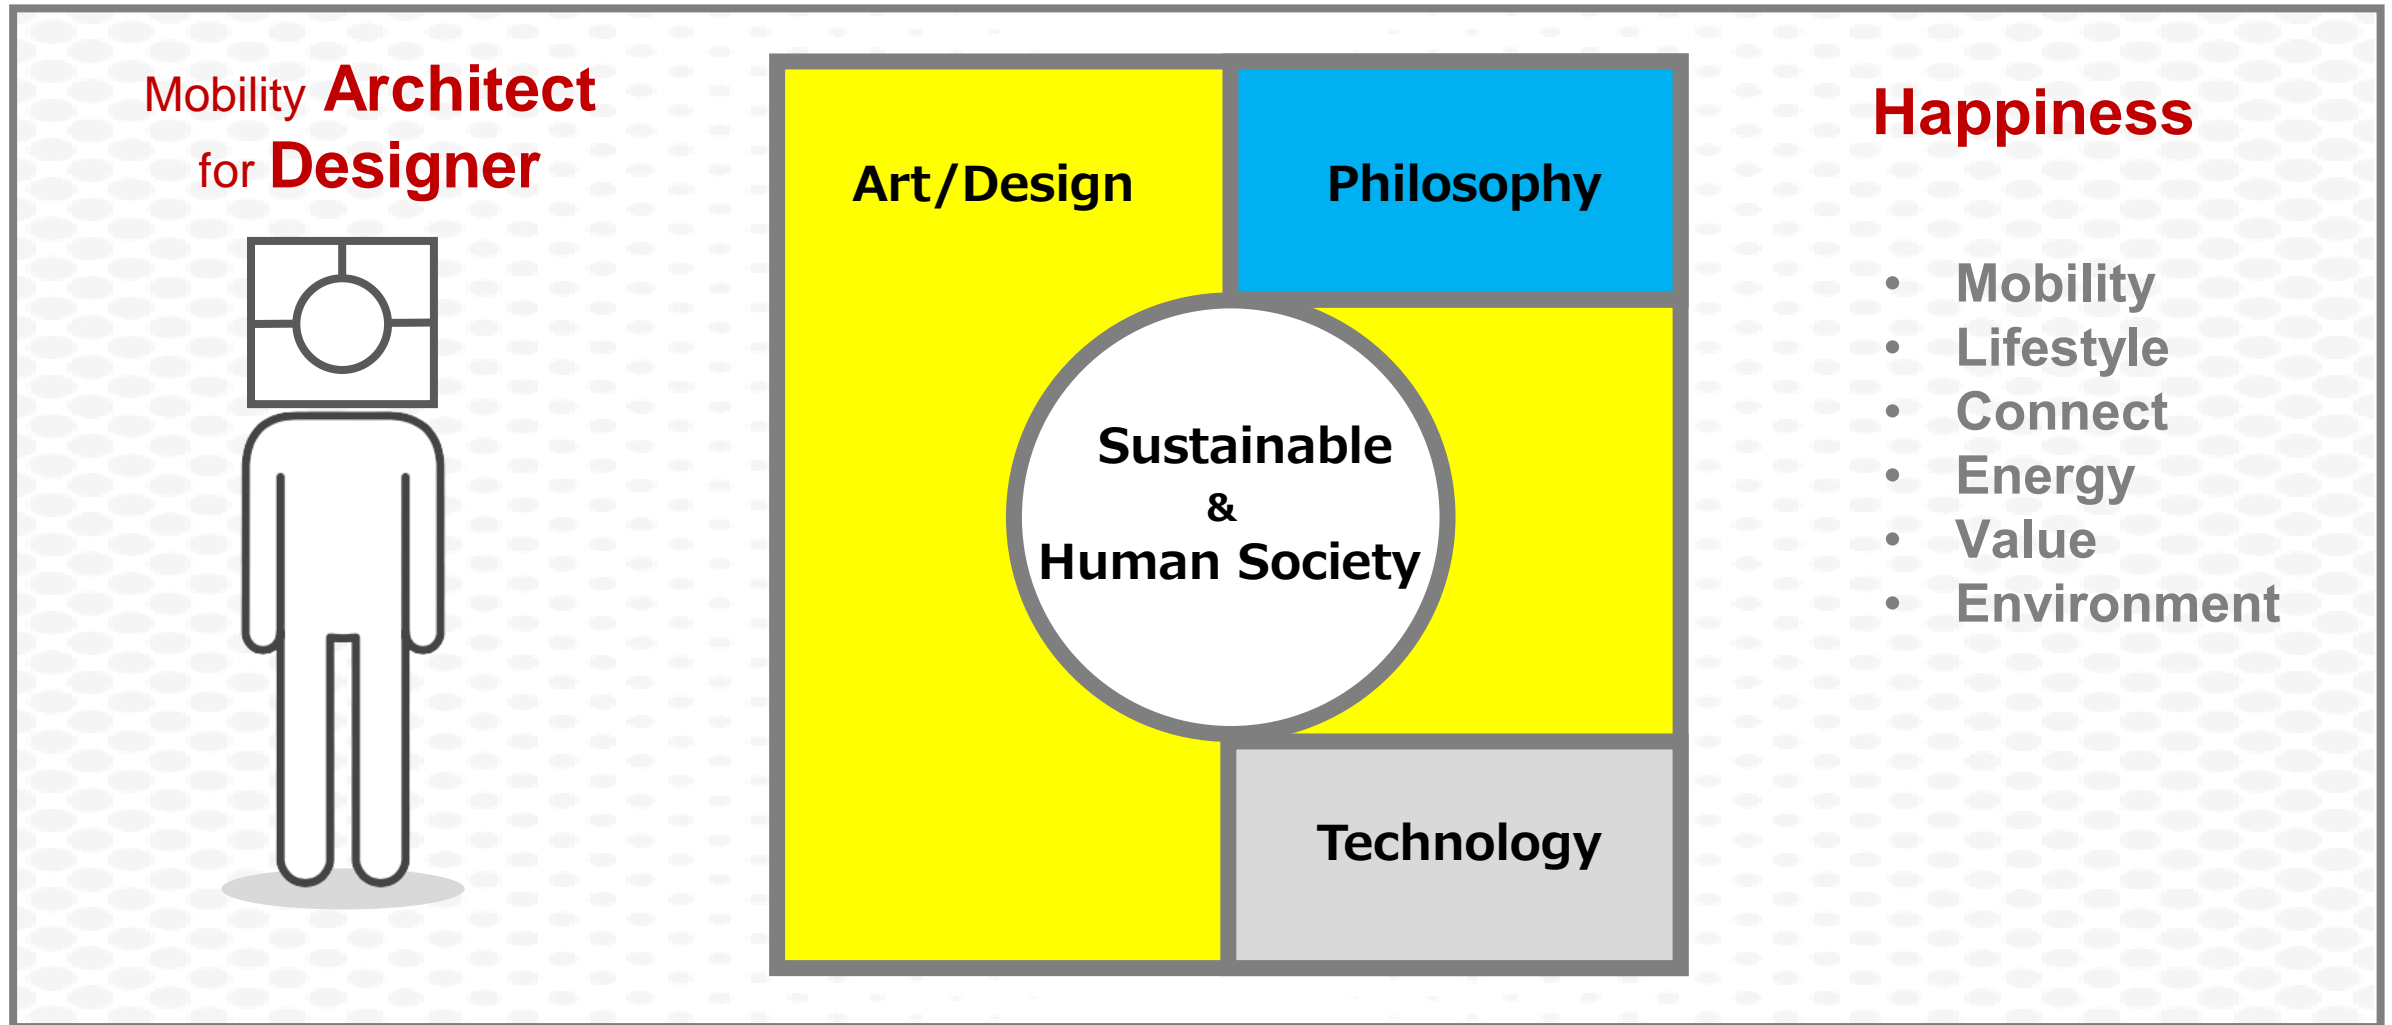 Mobility Architect
for Designer
Art/Design
Philosophy
Sustainable
&
Human Society
Technology
Happiness
• Mobility
• Lifestyle
• Connect
• Energy
• Value
• Environment